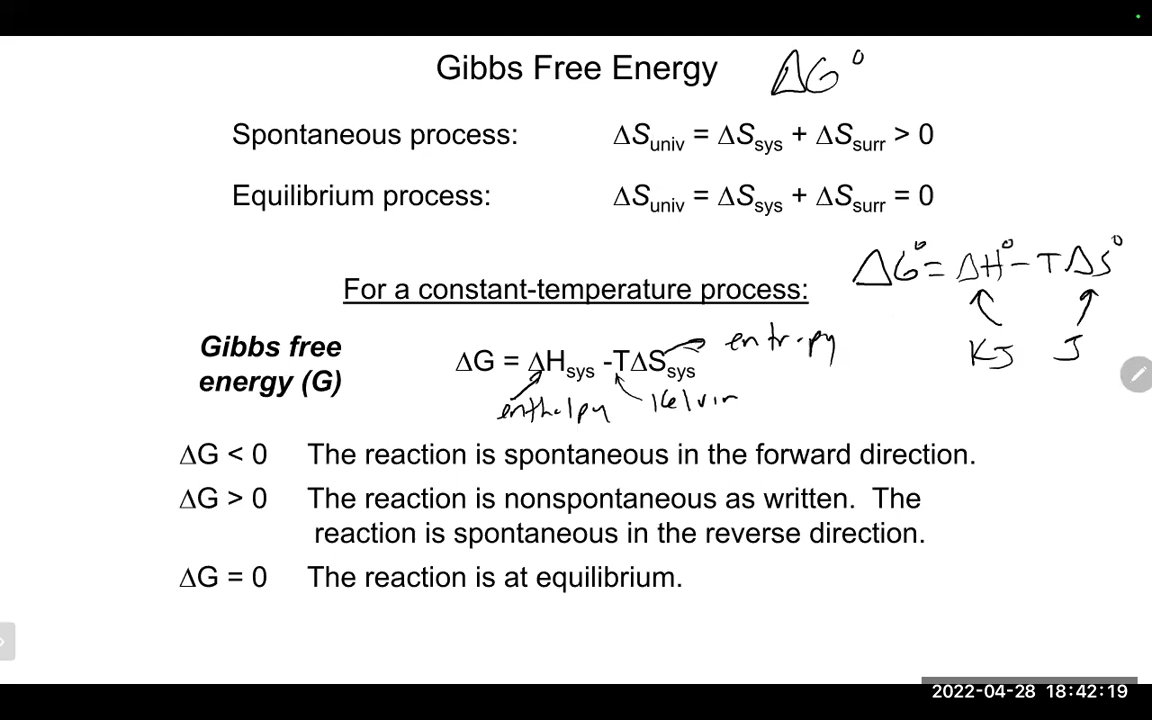 Gibbs Free Energy ΔG°
Spontaneous process: ΔSuniv = ΔSsys + ΔSsurr > 0
Equilibrium process: ΔSuniv = ΔSsys + ΔSsurr = 0
ΔG° = ΔH° - TΔS°
KJ J
For a constant-temperature process:
Gibbs free
energy (G)
ΔG = ΔHsys -TΔSsys
entropy
enthalpy Kelvin
ΔG < 0 The reaction is spontaneous in the forward direction.
ΔG > 0 The reaction is nonspontaneous as written. The
reaction is spontaneous in the reverse direction.
ΔG = 0 The reaction is at equilibrium.
2022-04-28 18:42:19